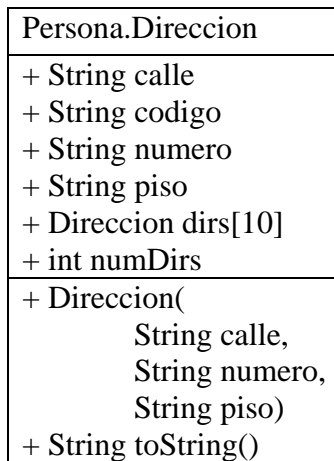 Persona.Direccion
+ String calle
+ String codigo
+ String numero
+ String piso
+ Direccion dirs[10]
+ int numDirs
+ Direccion(
String calle,
String numero,
String piso)
+ String toString()